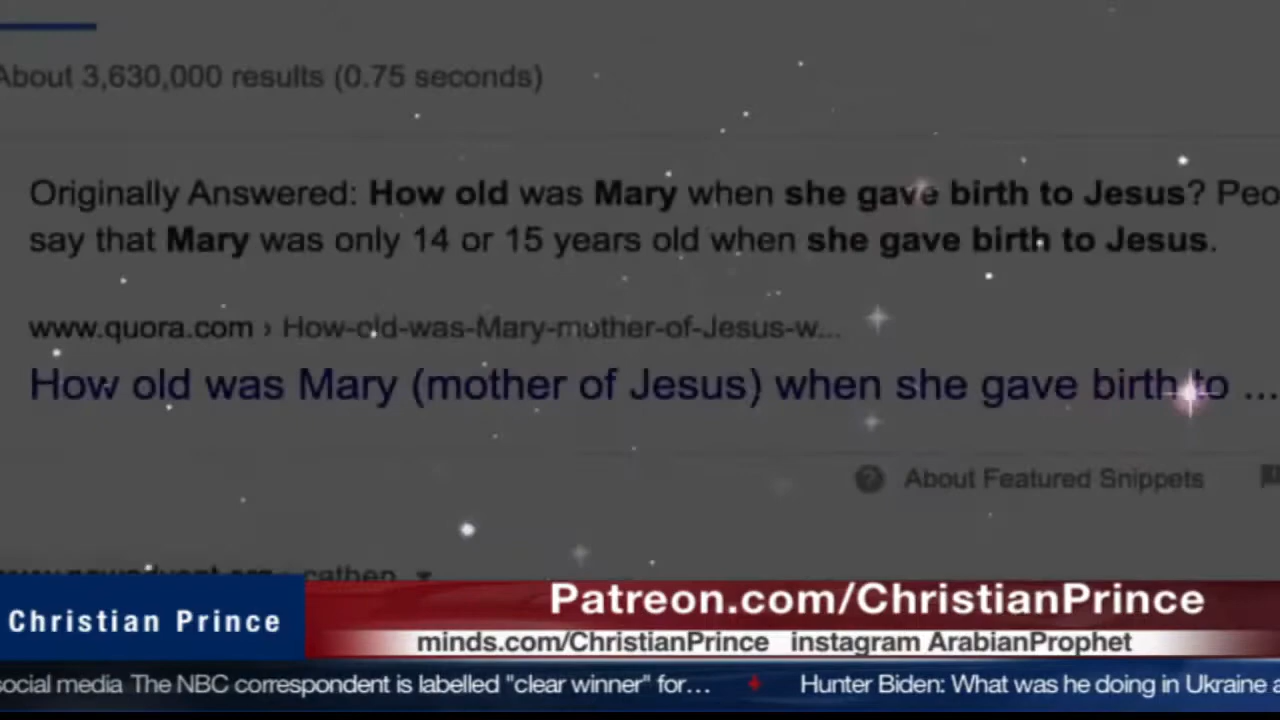 About 3,630,000 results (0.75 seconds)
Originally Answered: How old was Mary when she gave birth to Jesus? Peo
say that Mary was only 14 or 15 years old when she gave birth to Jesus.
www.quora.com › How-old-was-Mary-mother-of-Jesus-w...
How old was Mary (mother of Jesus) when she gave birth to ...
About Featured Snippets
www.newadvent.org › cathen
Patreon.com/ChristianPrince
Christian Prince
minds.com/ChristianPrince instagram ArabianProphet
social media The NBC correspondent is labelled "clear winner" for... Hunter Biden: What was he doing in Ukraine a